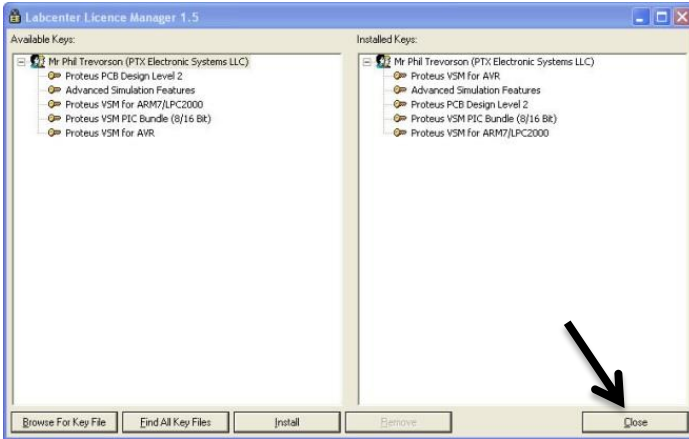 Labcenter Licence Manager 1.5
Available Keys:
Mr Phil Trevorson (PTX Electronic Systems LLC)
Proteus PCB Design Level 2
Advanced Simulation Features
Proteus VSM for ARM7/LPC2000
Proteus VSM PIC Bundle (8/16 Bit)
Proteus VSM for AVR
Installed Keys:
Mr Phil Trevorson (PTX Electronic Systems LLC)
Proteus VSM for AVR
Advanced Simulation Features
Proteus PCB Design Level 2
Proteus VSM PIC Bundle (8/16 Bit)
Proteus VSM for ARM7/LPC2000
Browse For Key File
Find All Key Files
Install
Remove
Close